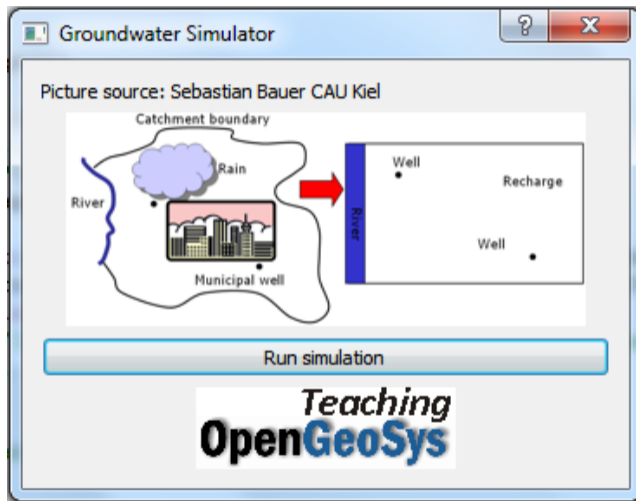 Groundwater Simulator
Picture source: Sebastian Bauer CAU Kiel
Catchment boundary
Rain
River
Municipal well
River
Well
Recharge
Well
Run simulation
Teaching
OpenGeoSys